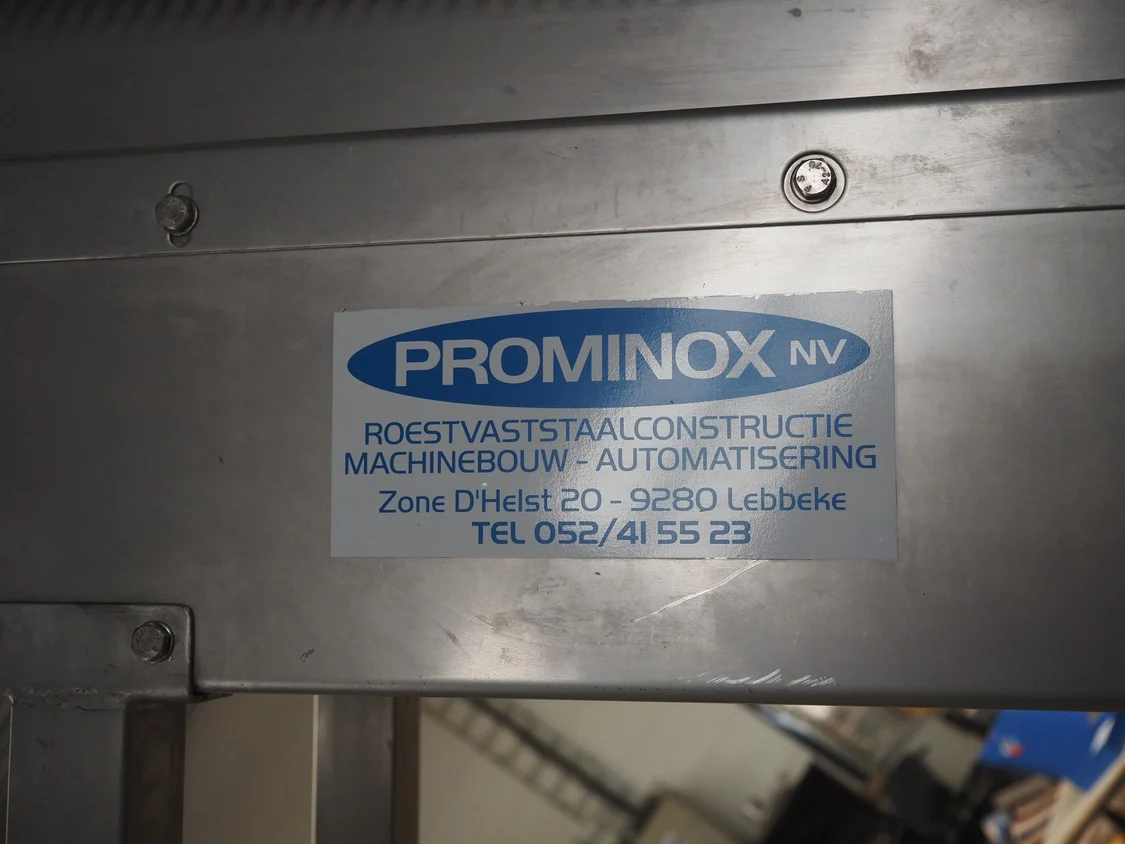 PROMINOX NV
ROESTVASTSTAALCONSTRUCTIE
MACHINEBOUW - AUTOMATISERING
Zone D'Helst 20 - 9280 Lebbeke
TEL 052/41 55 23